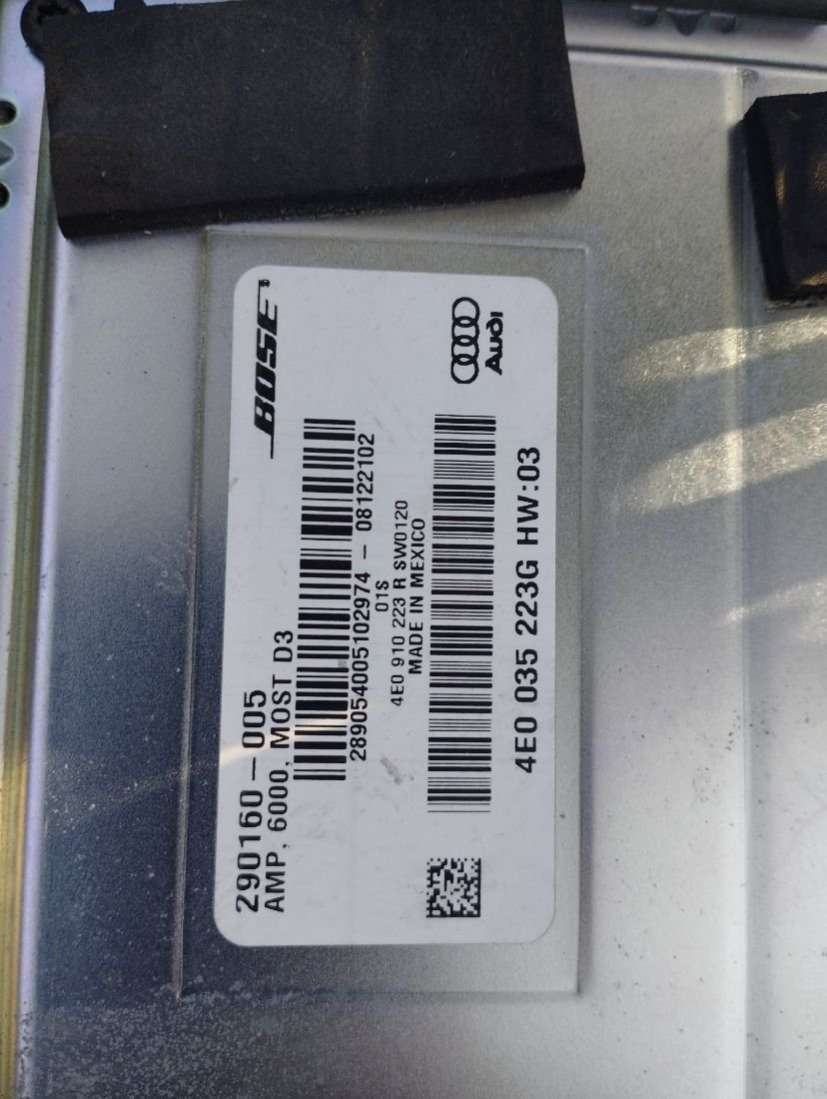 BOSE
290160-005
AMP, 6000, MOST D3
289054005102974 - 08122102
01S
4E0 910 223 R SW0120
MADE IN MEXICO
4E0 035 223G HW:03
Audi